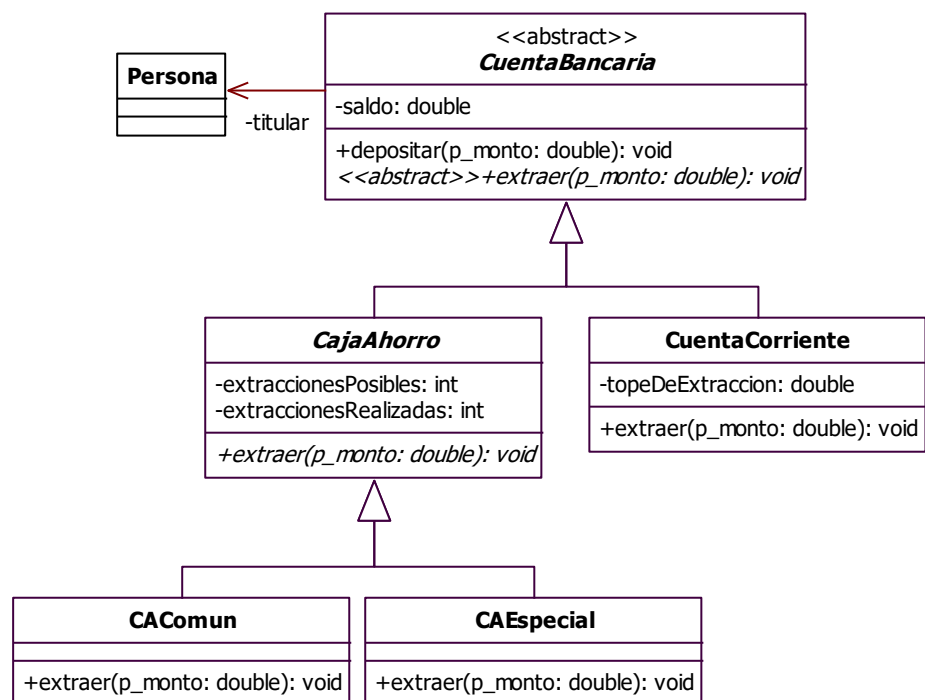 <<abstract>>
CuentaBancaria
Persona
-titular
-saldo: double
+depositar(p_monto: double): void
<<abstract>>+extraer(p_monto: double): void
CajaAhorro
-extraccionesPosibles: int
-extraccionesRealizadas: int
+extraer(p_monto: double): void
CuentaCorriente
-topeDeExtraccion: double
+extraer(p_monto: double): void
CAComun
+extraer(p_monto: double): void
CAEspecial
+extraer(p_monto: double): void